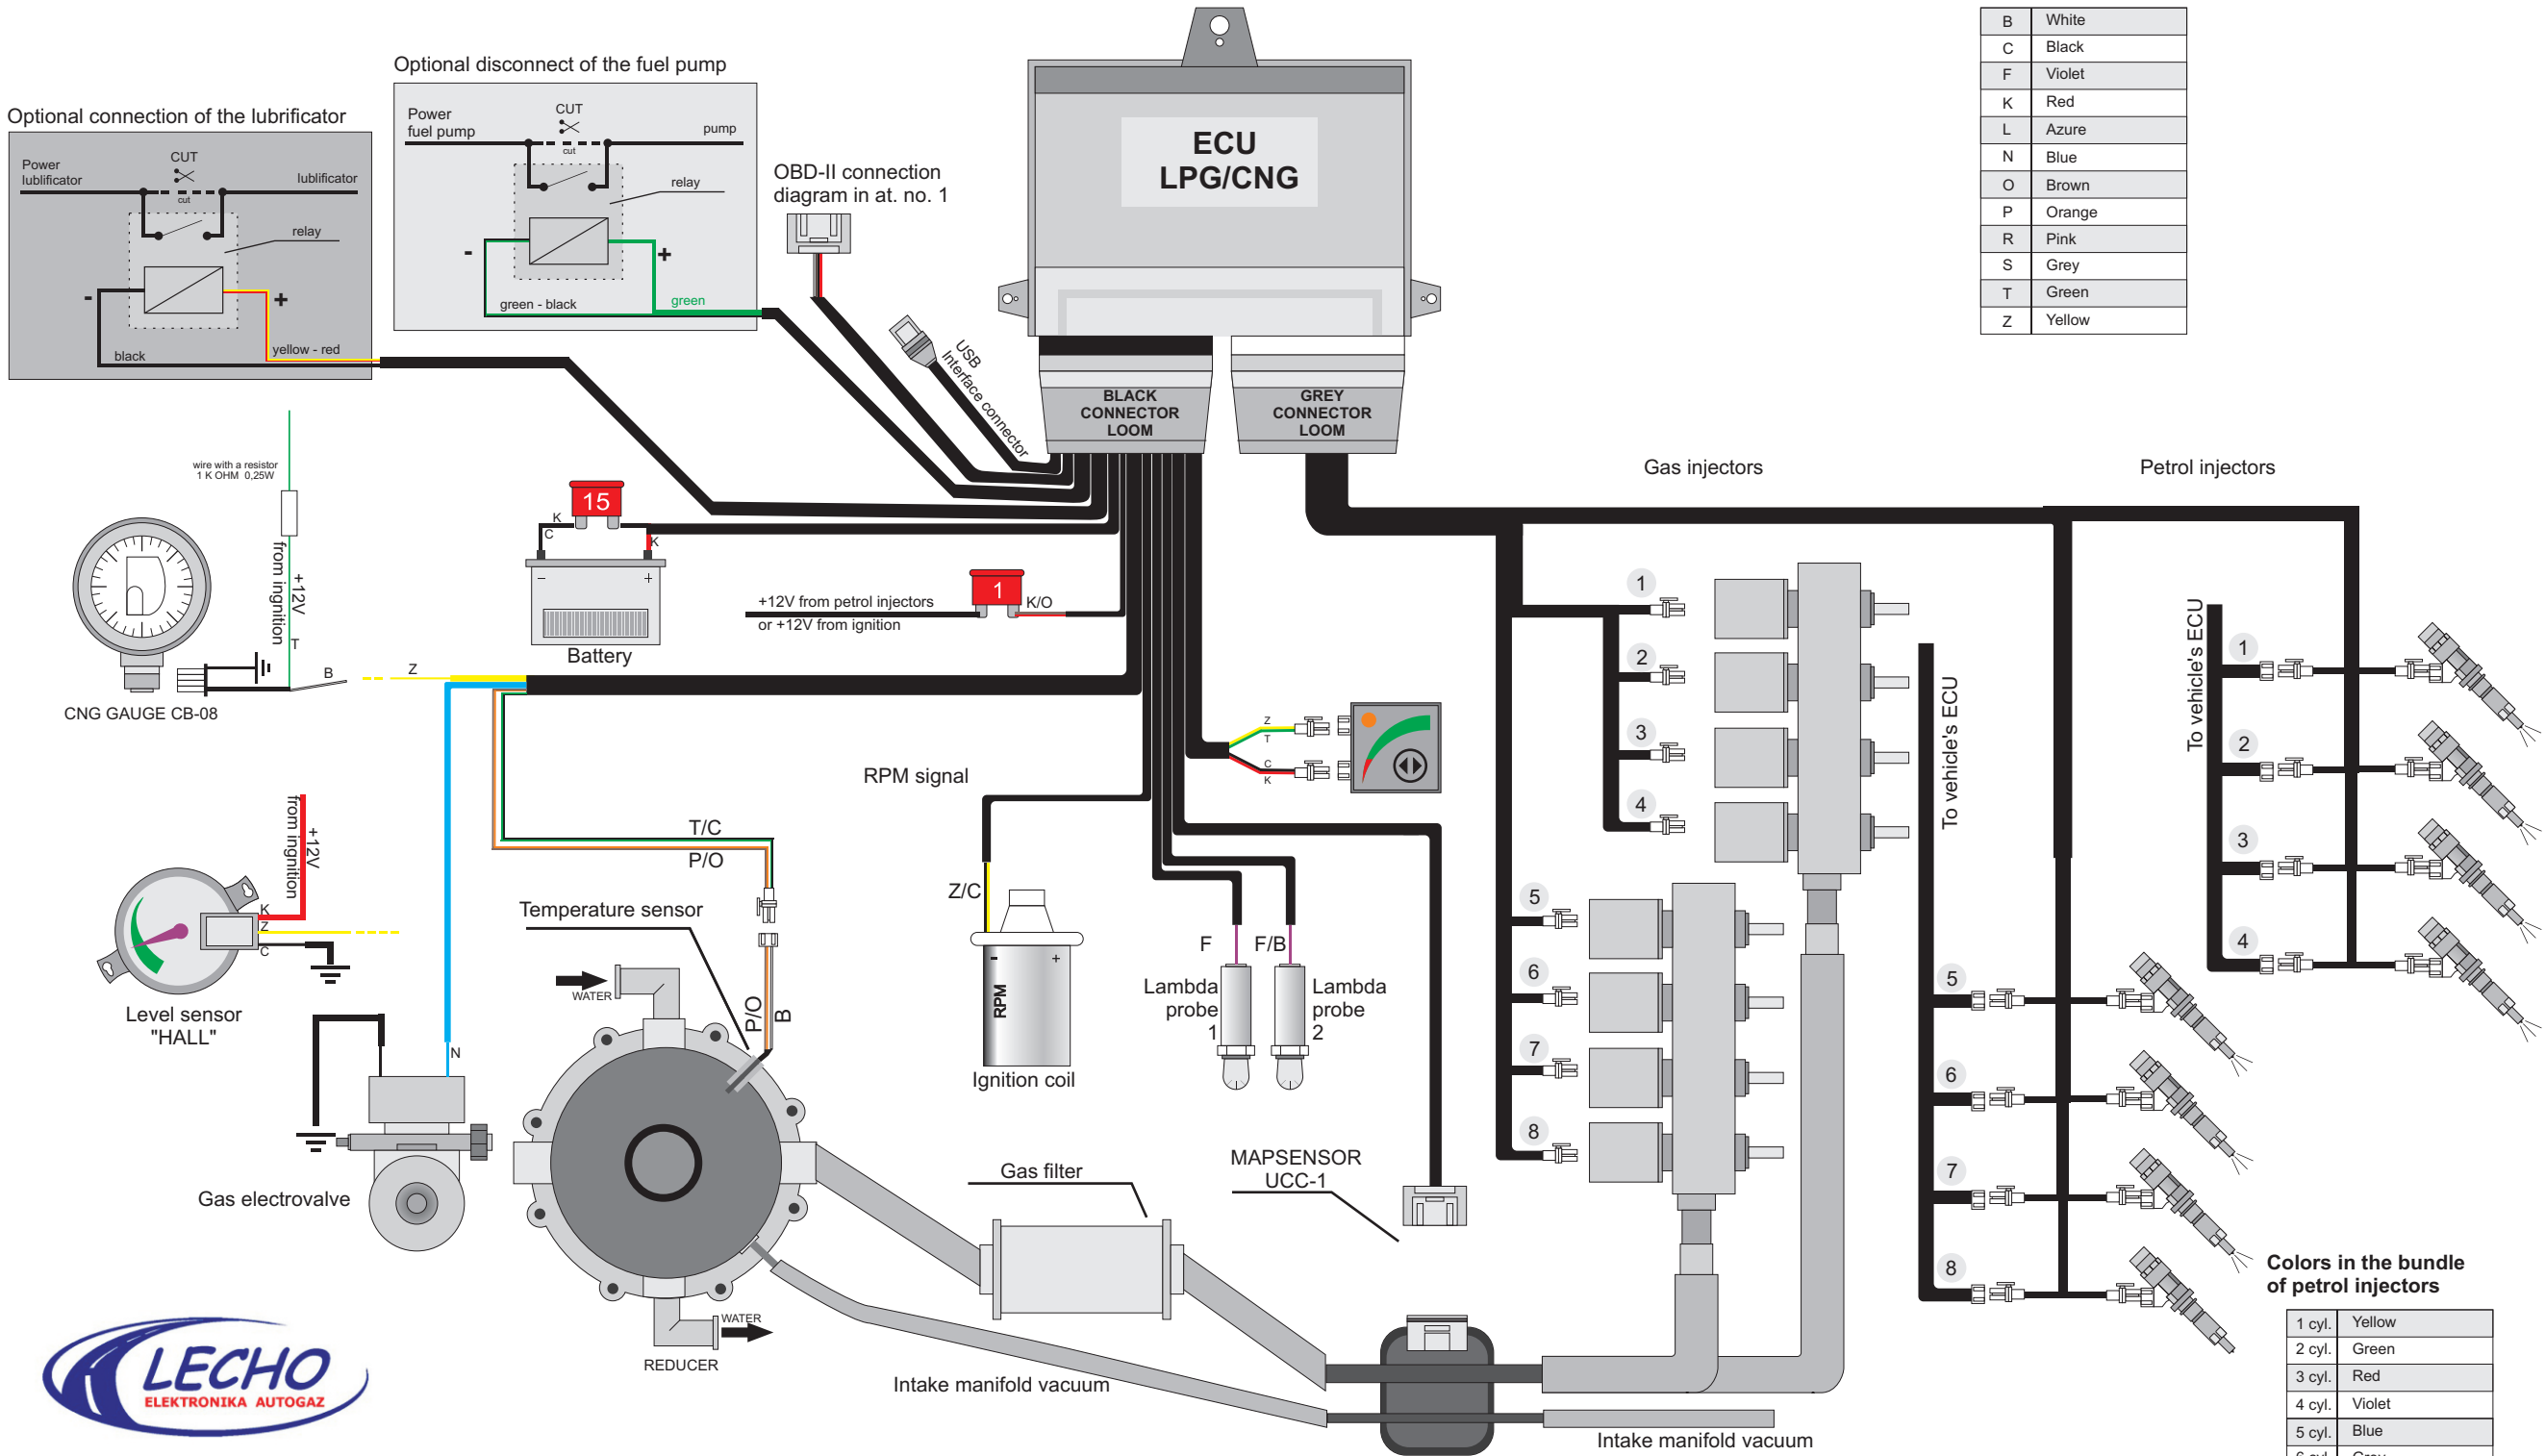 Optional connection of the lubrificator
Power
lublificator
CUT
cut
lublificator
relay
-
+
black
yellow - red
Optional disconnect of the fuel pump
Power
fuel pump
CUT
cut
pump
relay
-
+
green - black
green
OBD-II connection
diagram in at. no. 1
USB
Interface connector
ECU
LPG/CNG
BLACK
CONNECTOR
LOOM
GREY
CONNECTOR
LOOM
B White
C Black
F Violet
K Red
L Azure
N Blue
O Brown
P Orange
R Pink
S Grey
T Green
Z Yellow
wire with a resistor
1 K OHM 0,25W
+12V
from ingnition
T
B
Z
CNG GAUGE CB-08
15
K
C
K
-
+
Battery
1
K/O
+12V from petrol injectors
or +12V from ignition
+12V
from ingnition
K
Z
C
Level sensor
"HALL"
N
Gas electrovalve
T/C
P/O
Temperature sensor
P/O
B
WATER
WATER
REDUCER
RPM signal
Z/C
-
+
RPM
Ignition coil
Z
T
C
K
F
F/B
Lambda
probe
1
Lambda
probe
2
Gas filter
MAPSENSOR
UCC-1
Intake manifold vacuum
Intake manifold vacuum
Gas injectors
1
2
3
4
5
6
7
8
Petrol injectors
To vehicle's ECU
1
2
3
4
To vehicle's ECU
5
6
7
8
Colors in the bundle
of petrol injectors
1 cyl. Yellow
2 cyl. Green
3 cyl. Red
4 cyl. Violet
5 cyl. Blue
6 cyl. Grey
LECHO
ELEKTRONIKA AUTOGAZ